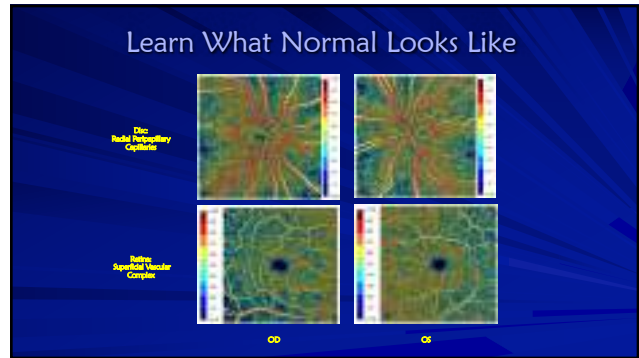 Learn What Normal Looks Like
Disc:
Radial Peripapillary
Capillaries
Retina:
Superficial Vascular
Complex
OD
OS